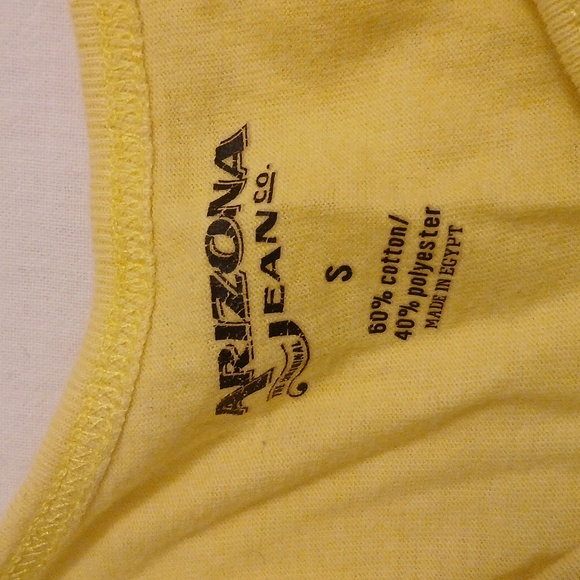 ARIZONA
JEAN CO.
THE ORIGINAL
S
60% cotton/
40% polyester
MADE IN EGYPT